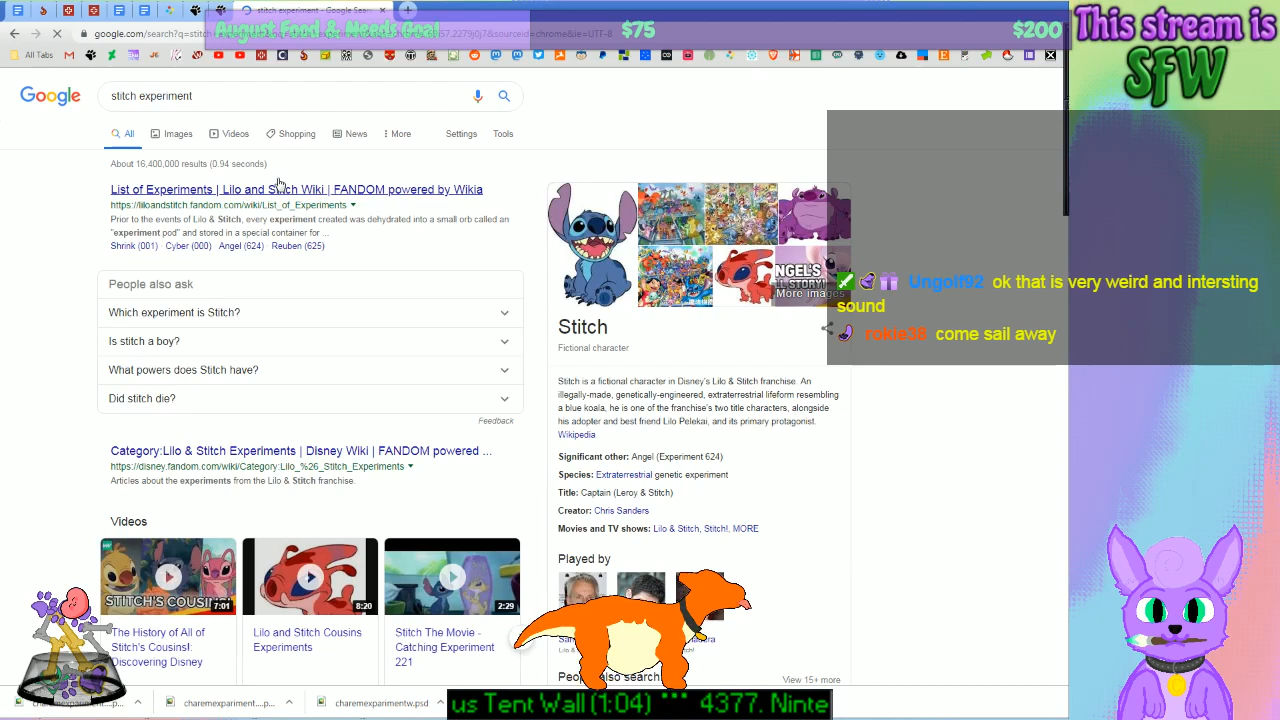 stitch experiment - Google Sear
August Food & Needs Goal
$75
$200
This stream is
SFW
All Tabs
Google
stitch experiment
All
Images
Videos
Shopping
News
More
Settings
Tools
About 16,400,000 results (0.94 seconds)
List of Experiments | Lilo and Stitch Wiki | FANDOM powered by Wikia
https://liloandstitch.fandom.com/wiki/List_of_Experiments
Prior to the events of Lilo & Stitch, every experiment created was dehydrated into a small orb called an
"experiment pod" and stored in a special container for ...
Shrink (001) · Cyber (000) · Angel (624) · Reuben (625)
People also ask
Which experiment is Stitch?
Is stitch a boy?
What powers does Stitch have?
Did stitch die?
Feedback
Category:Lilo & Stitch Experiments | Disney Wiki | FANDOM powered ...
https://disney.fandom.com/wiki/Category:Lilo_%26_Stitch_Experiments
Articles about the experiments from the Lilo & Stitch franchise.
Videos
STITCH'S COUSINS
7:01
8:20
2:29
The History of All of
Stitch's Cousins!:
Discovering Disney
Lilo and Stitch Cousins
Experiments
Stitch The Movie -
Catching Experiment
221
More images
Stitch
Fictional character
Stitch is a fictional character in Disney's Lilo & Stitch franchise. An
illegally-made, genetically-engineered, extraterrestrial lifeform resembling
a blue koala, he is one of the franchise's two title characters, alongside
his adopter and best friend Lilo Pelekai, and its primary protagonist.
Wikipedia
Significant other: Angel (Experiment 624)
Species: Extraterrestrial genetic experiment
Title: Captain (Leroy & Stitch)
Creator: Chris Sanders
Movies and TV shows: Lilo & Stitch, Stitch!, MORE
Played by
View 15+ more
Ungolf92 ok that is very weird and intersting
sound
rokie38 come sail away
charemexpariment....p...
charemexpariment....p...
charemexparimentw.psd
us Tent Wall (1:04) *** 4377. Ninte